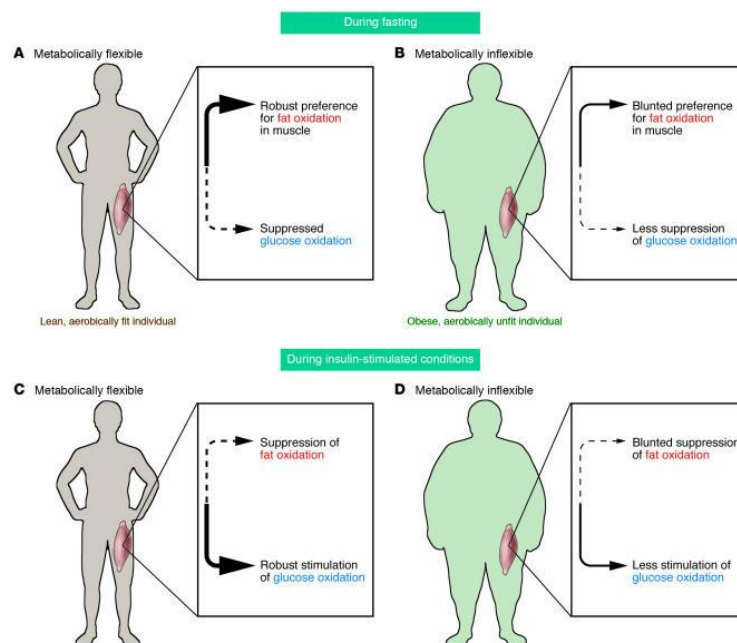 During fasting
A Metabolically flexible
Robust preference
for fat oxidation
in muscle
Suppressed
glucose oxidation
Lean, aerobically fit individual
B Metabolically inflexible
Blunted preference
for fat oxidation
in muscle
Less suppression
of glucose oxidation
Obese, aerobically unfit individual
During insulin-stimulated conditions
C Metabolically flexible
Suppression of
fat oxidation
Robust stimulation
of glucose oxidation
D Metabolically inflexible
Blunted suppression
of fat oxidation
Less stimulation of
glucose oxidation